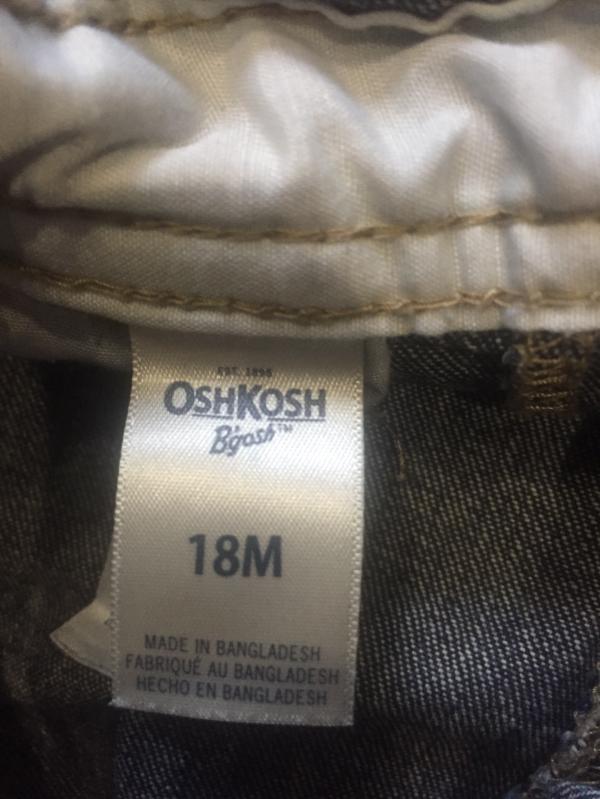 EST. 1895
OSHKOSH
B'gosh™
18M
MADE IN BANGLADESH
FABRIQUÉ AU BANGLADESH
HECHO EN BANGLADESH